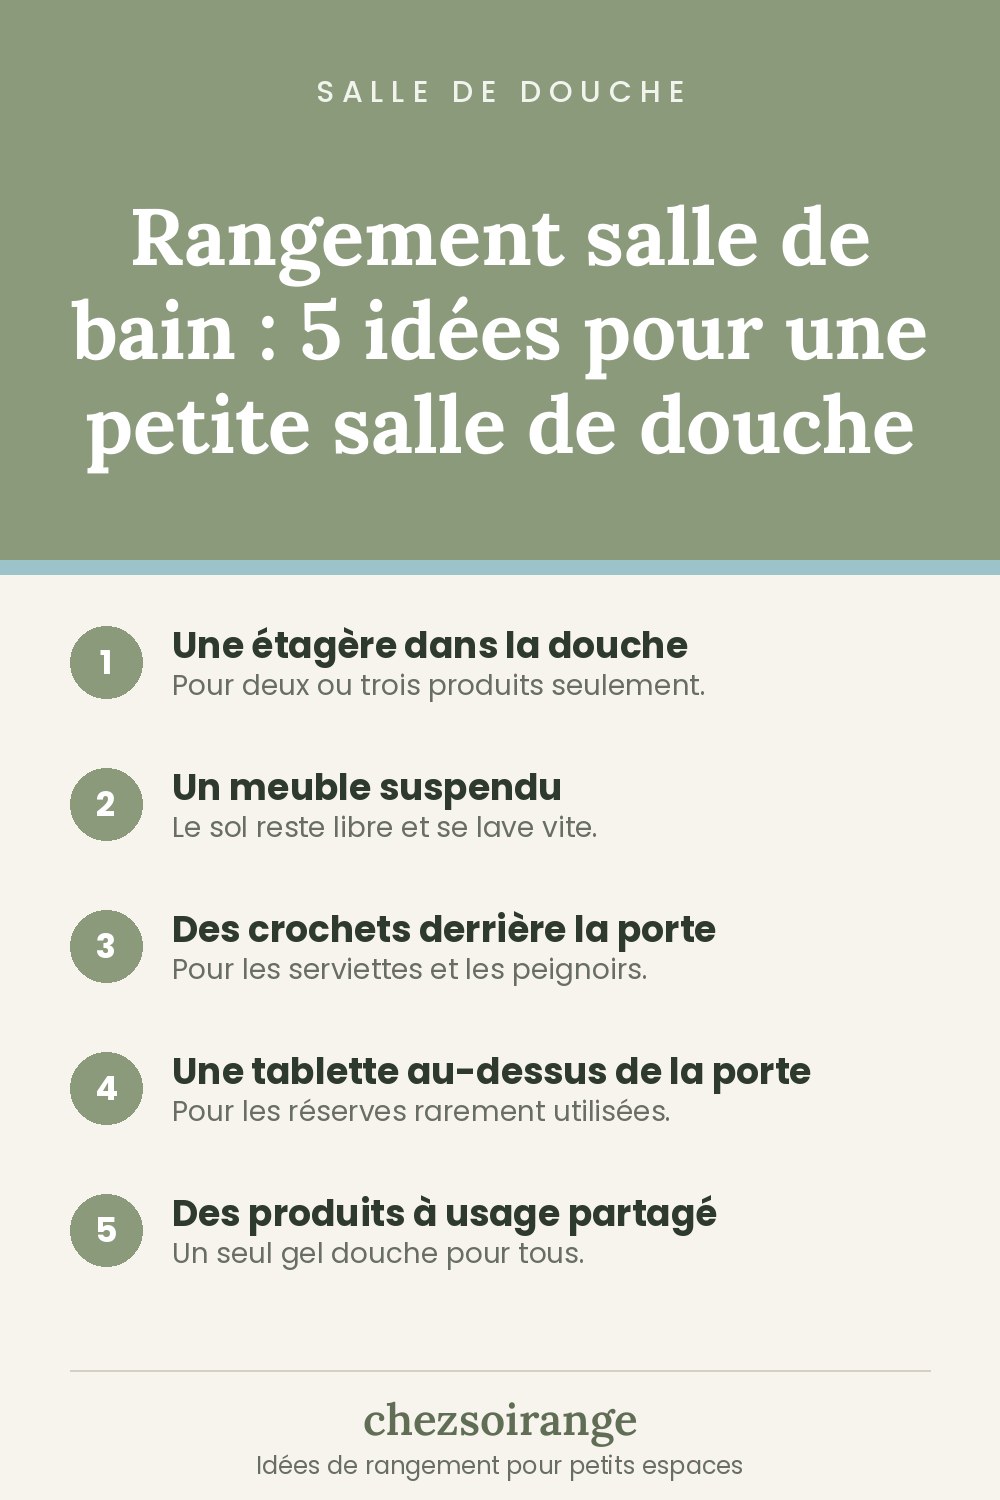 SALLE DE DOUCHE
Rangement salle de
bain : 5 idées pour une
petite salle de douche
1
Une étagère dans la douche
Pour deux ou trois produits seulement.
2
Un meuble suspendu
Le sol reste libre et se lave vite.
3
Des crochets derrière la porte
Pour les serviettes et les peignoirs.
4
Une tablette au-dessus de la porte
Pour les réserves rarement utilisées.
5
Des produits à usage partagé
Un seul gel douche pour tous.
chezsoirange
Idées de rangement pour petits espaces